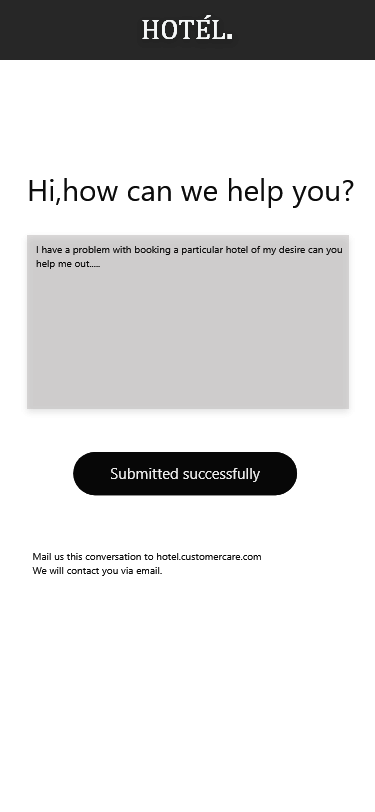 HOTÉL.
Hi,how can we help you?
I have a problem with booking a particular hotel of my desire can you
help me out.....
Submitted successfully
Mail us this conversation to hotel.customercare.com
We will contact you via email.